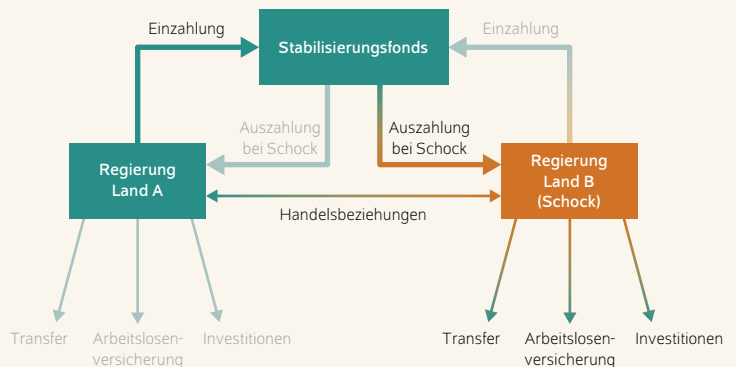 Einzahlung
Stabilisierungsfonds
Einzahlung
Auszahlung
bei Schock
Auszahlung
bei Schock
Regierung
Land A
Regierung
Land B
(Schock)
Handelsbeziehungen
Transfer
Arbeitslosen-
versicherung
Investitionen
Transfer
Arbeitslosen-
versicherung
Investitionen